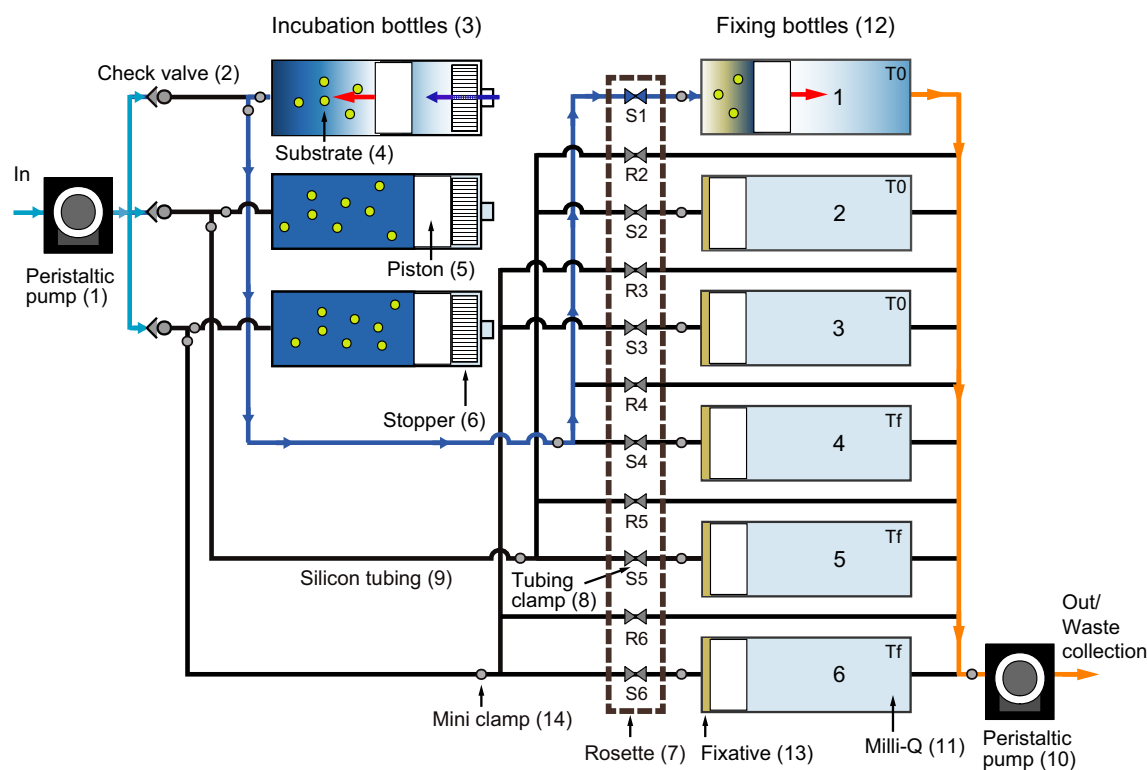 Incubation bottles (3)
Fixing bottles (12)
Check valve (2)
T0
1
S1
Substrate (4)
In
R2
T0
2
S2
Piston (5)
Peristaltic
pump (1)
R3
T0
3
S3
Stopper (6)
R4
Tf
4
S4
R5
Tf
5
Silicon tubing (9)
Tubing
clamp (8)
S5
R6
Out/
Waste
collection
Tf
6
S6
Mini clamp (14)
Rosette (7)
Fixative (13)
Milli-Q (11)
Peristaltic
pump (10)